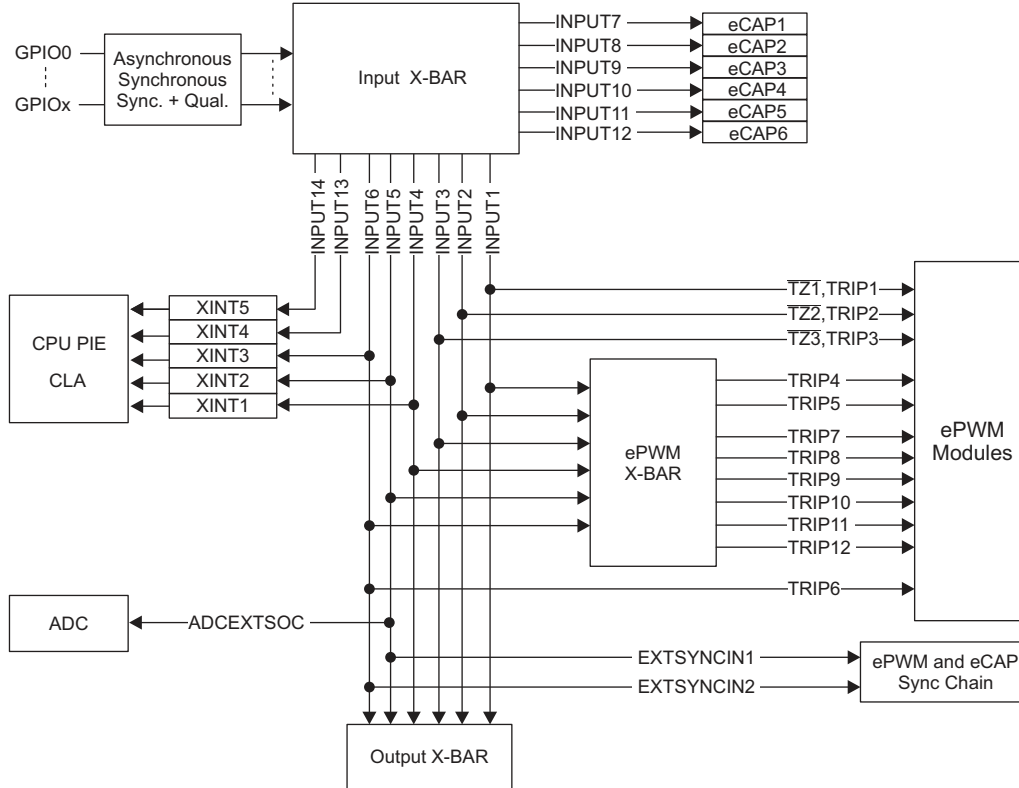 GPIO0
GPIOx
Asynchronous
Synchronous
Sync. + Qual.
Input X-BAR
INPUT7
INPUT8
INPUT9
INPUT10
INPUT11
INPUT12
eCAP1
eCAP2
eCAP3
eCAP4
eCAP5
eCAP6
INPUT14
INPUT13
INPUT6
INPUT5
INPUT4
INPUT3
INPUT2
INPUT1
CPU PIE
CLA
XINT5
XINT4
XINT3
XINT2
XINT1
TZ1,TRIP1
TZ2,TRIP2
TZ3,TRIP3
ePWM
X-BAR
TRIP4
TRIP5
TRIP7
TRIP8
TRIP9
TRIP10
TRIP11
TRIP12
TRIP6
ePWM
Modules
ADC
ADCEXTSOC
EXTSYNCIN1
EXTSYNCIN2
ePWM and eCAP
Sync Chain
Output X-BAR